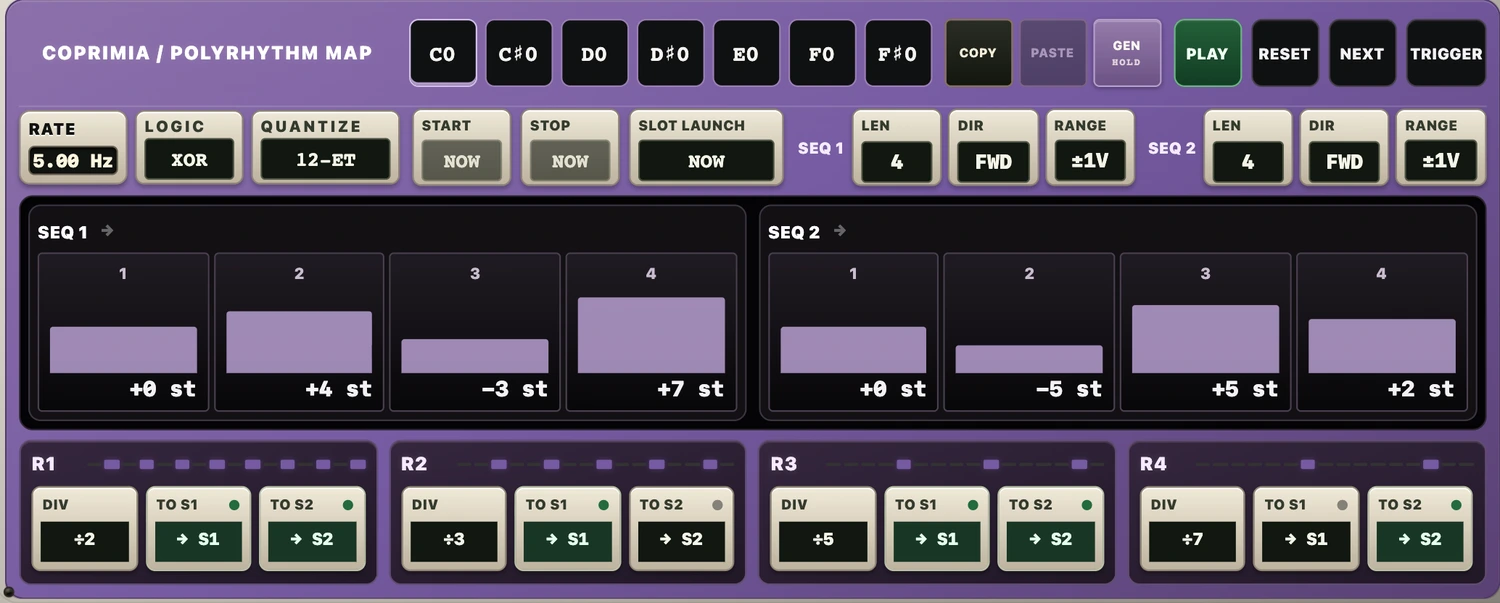 COPRIMIA / POLYRHYTHM MAP C0 C♯0 D0 D♯0 E0 F0 F♯0 COPY PASTE GEN HOLD PLAY RESET NEXT TRIGGER
RATE LOGIC QUANTIZE START STOP SLOT LAUNCH SEQ 1 LEN DIR RANGE SEQ 2 LEN DIR RANGE
5.00 Hz XOR 12-ET NOW NOW NOW 4 FWD ±1V 4 FWD ±1V
SEQ 1 → SEQ 2 →
1 2 3 4 1 2 3 4
+0 st +4 st −3 st +7 st +0 st −5 st +5 st +2 st
R1 R2 R3 R4
DIV TO S1 TO S2 DIV TO S1 TO S2 DIV TO S1 TO S2 DIV TO S1 TO S2
÷2 → S1 → S2 ÷3 → S1 → S2 ÷5 → S1 → S2 ÷7 → S1 → S2